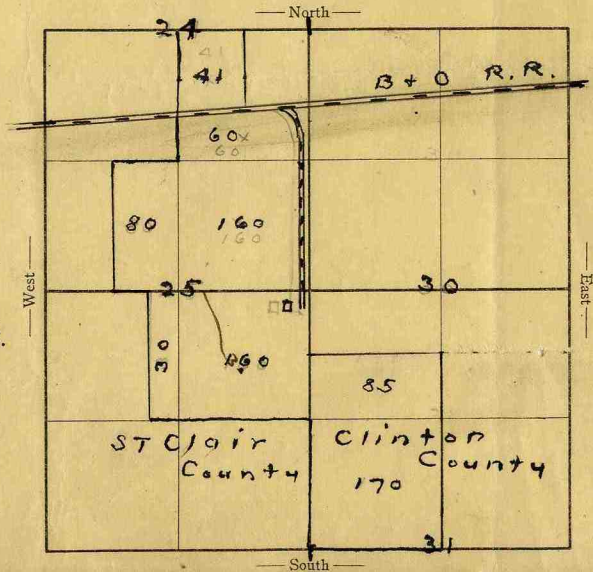 North
24
41
41
B + O R.R.
60x
60
80
160
160
West
25
30
East
30
160
85
ST Clair
County
Clinton
County
170
31
South